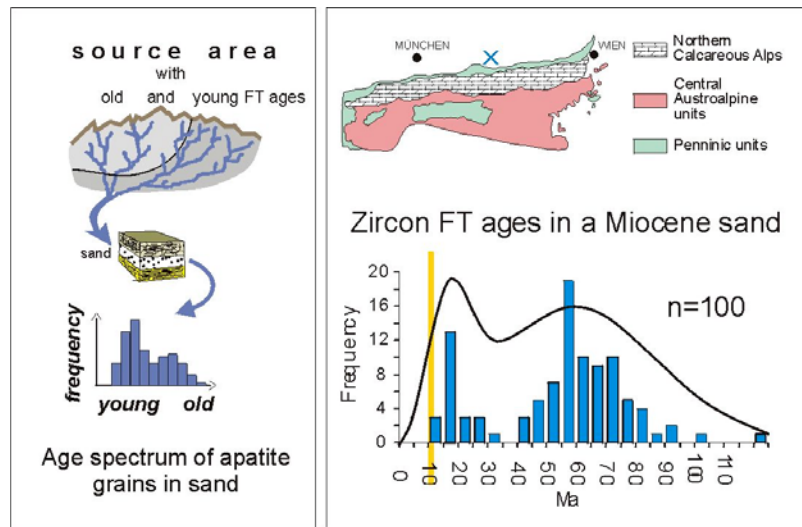 source area
with
old and young FT ages
sand
frequency
young old
Age spectrum of apatite
grains in sand
MÜNCHEN
WIEN
Northern
Calcareous Alps
Central
Austroalpine
units
Penninic units
Zircon FT ages in a Miocene sand
n=100
Frequency
20
16
12
8
4
0
0 10 20 30 40 50 60 70 80 90 100 110
Ma